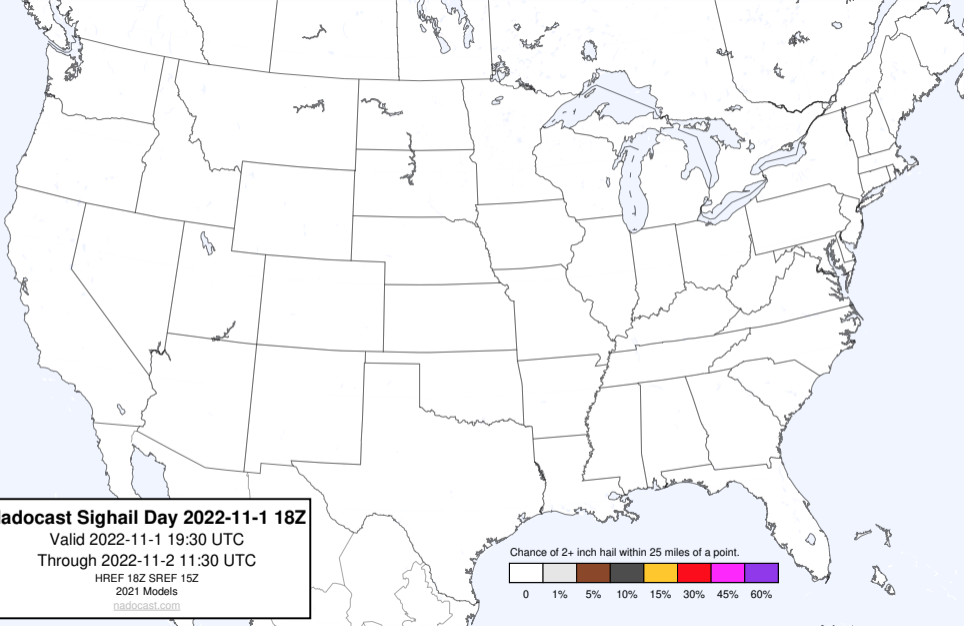 adocast Sighail Day 2022-11-1 18Z
Valid 2022-11-1 19:30 UTC
Through 2022-11-2 11:30 UTC
HREF 18Z SREF 15Z
2021 Models
nadocast.com
Chance of 2+ inch hail within 25 miles of a point.
0 1% 5% 10% 15% 30% 45% 60%